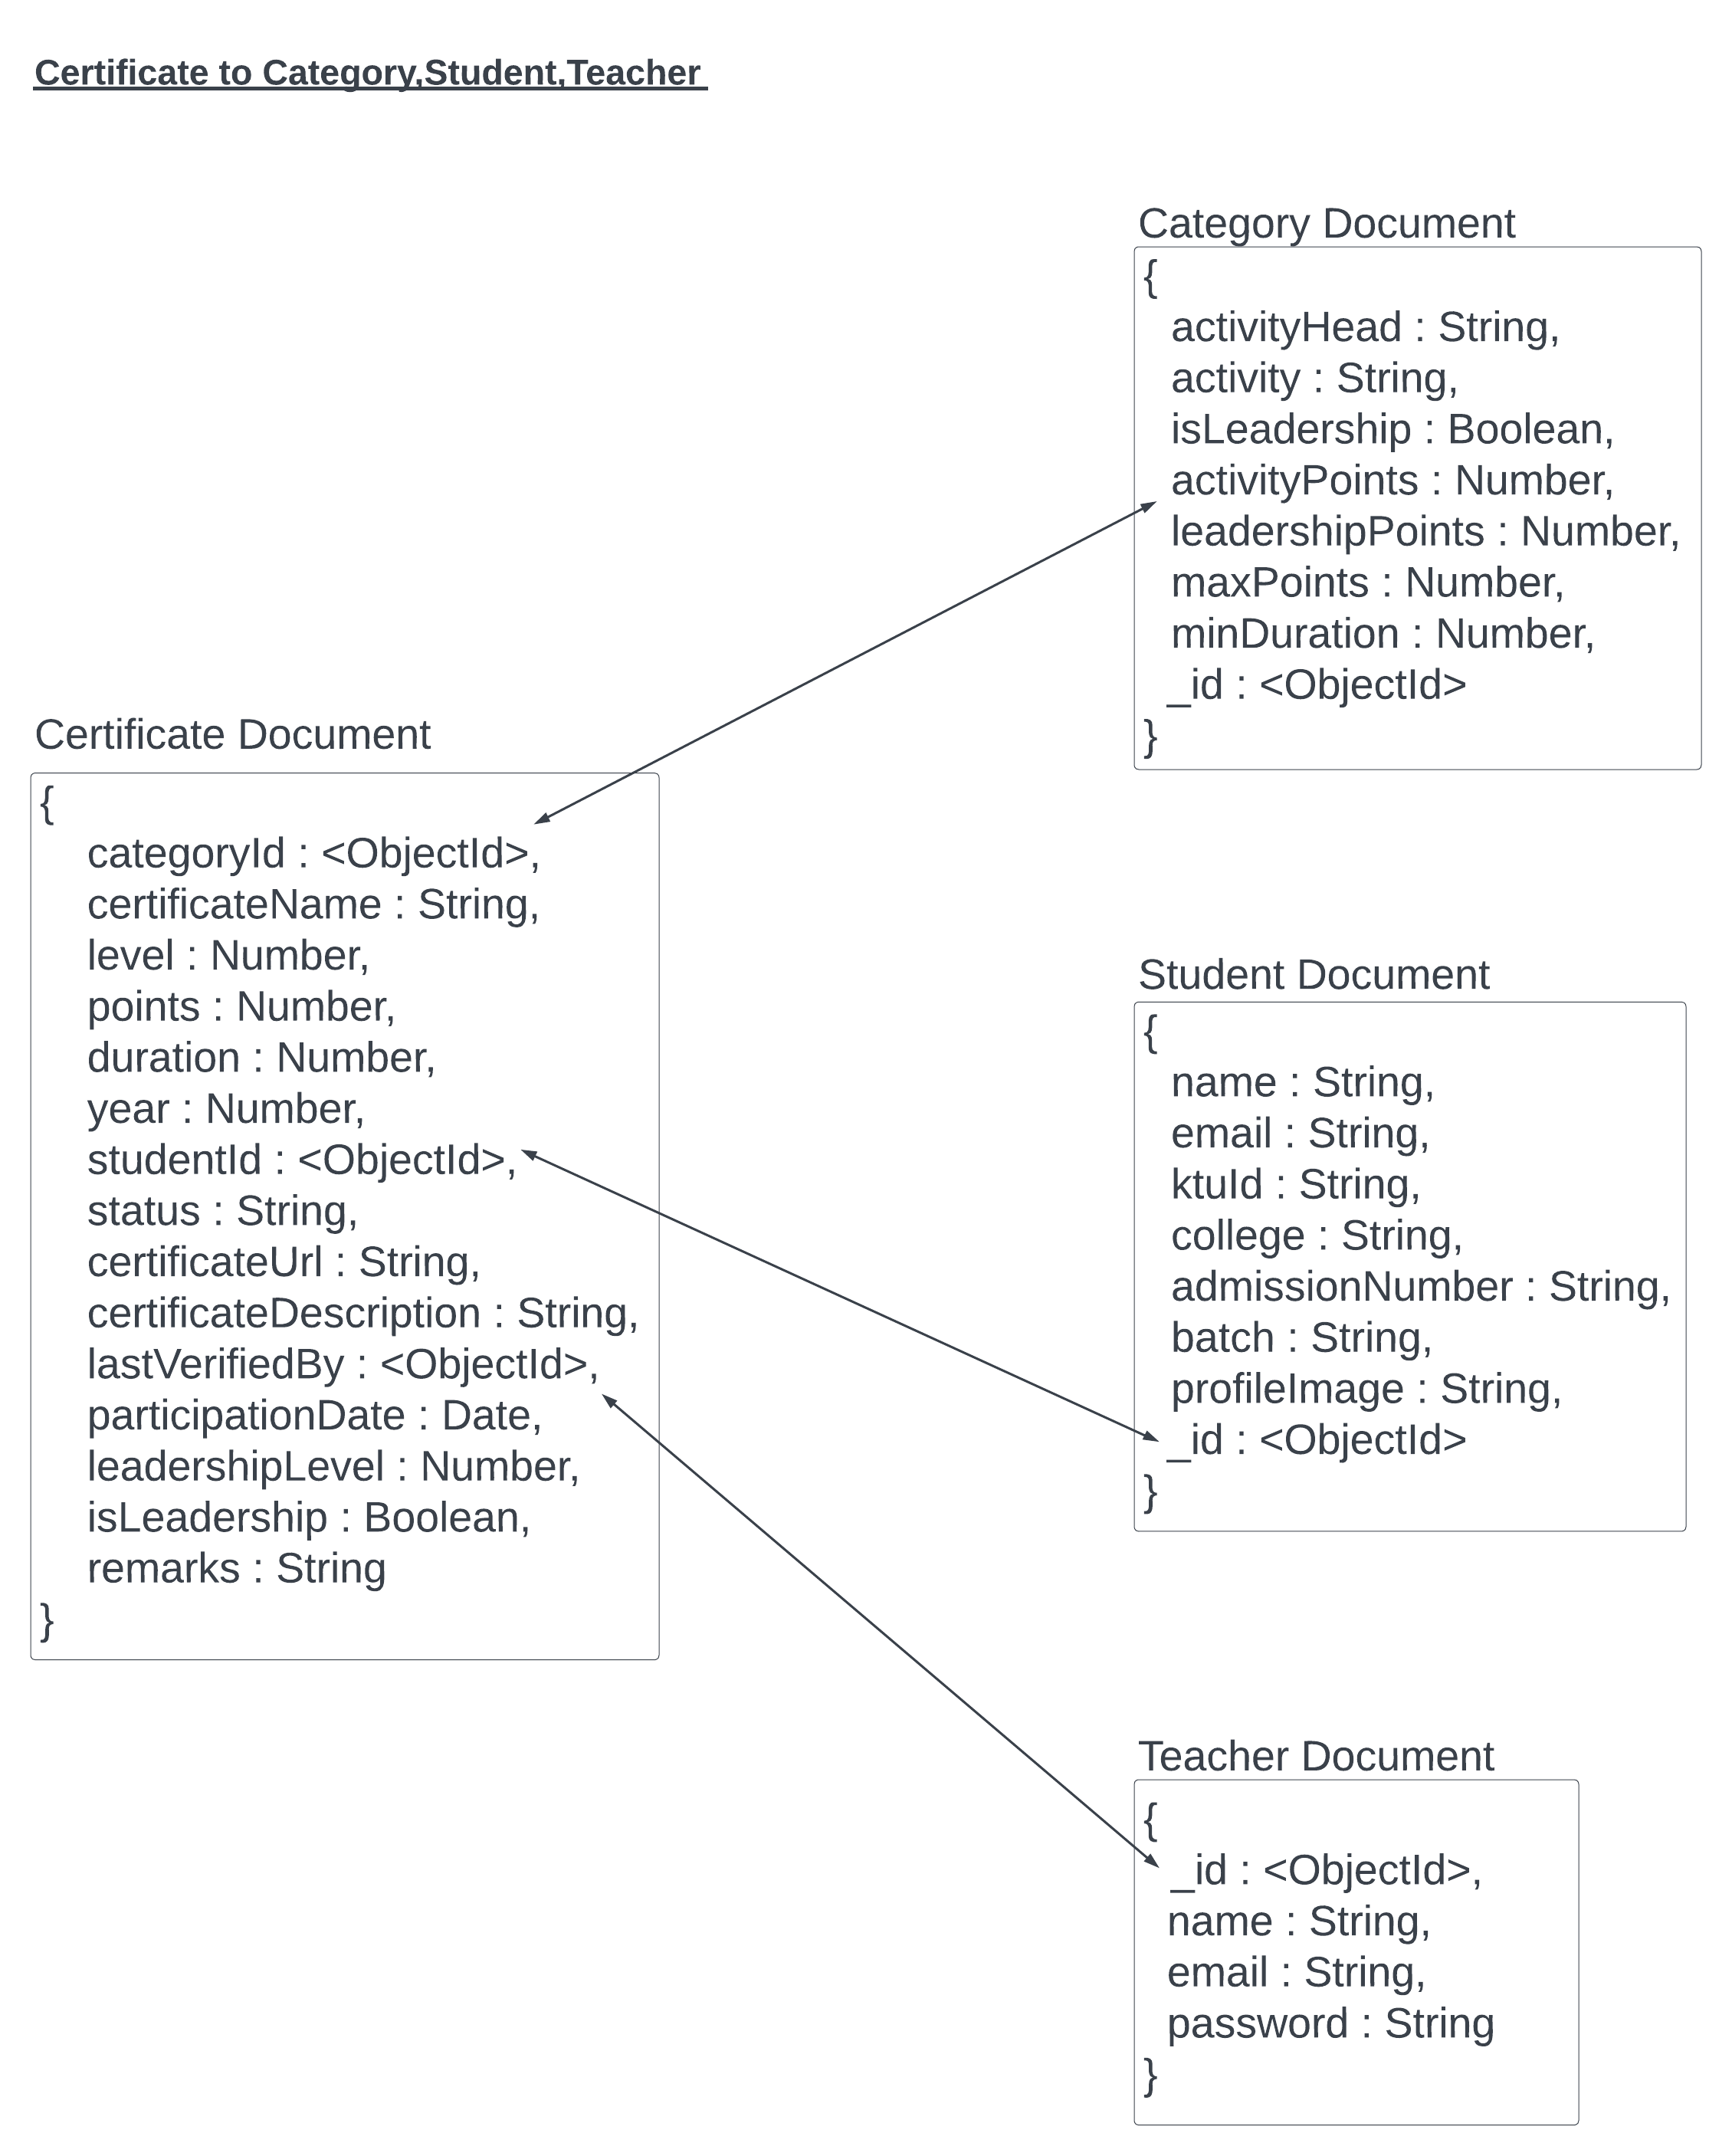 Certificate to Category,Student,Teacher
Category Document
{
activityHead : String,
activity : String,
isLeadership : Boolean,
activityPoints : Number,
leadershipPoints : Number,
maxPoints : Number,
minDuration : Number,
_id : <ObjectId>
}
Certificate Document
{
categoryId : <ObjectId>,
certificateName : String,
level : Number,
points : Number,
duration : Number,
year : Number,
studentId : <ObjectId>,
status : String,
certificateUrl : String,
certificateDescription : String,
lastVerifiedBy : <ObjectId>,
participationDate : Date,
leadershipLevel : Number,
isLeadership : Boolean,
remarks : String
}
Student Document
{
name : String,
email : String,
ktuId : String,
college : String,
admissionNumber : String,
batch : String,
profileImage : String,
_id : <ObjectId>
}
Teacher Document
{
_id : <ObjectId>,
name : String,
email : String,
password : String
}